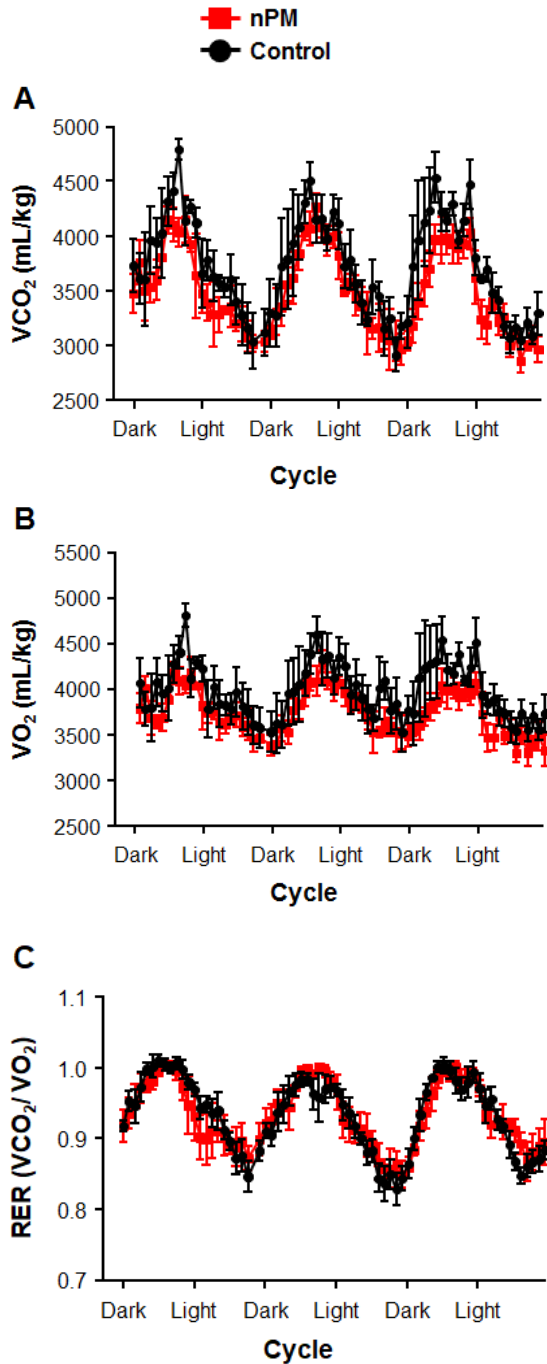 nPM
Control
A
5000
4500
4000
3500
3000
2500
VCO₂ (mL/kg)
Dark Light Dark Light Dark Light
Cycle
B
5500
5000
4500
4000
3500
3000
2500
VO₂ (mL/kg)
Dark Light Dark Light Dark Light
Cycle
C
1.1
1.0
0.9
0.8
0.7
RER (VCO₂/ VO₂)
Dark Light Dark Light Dark Light
Cycle